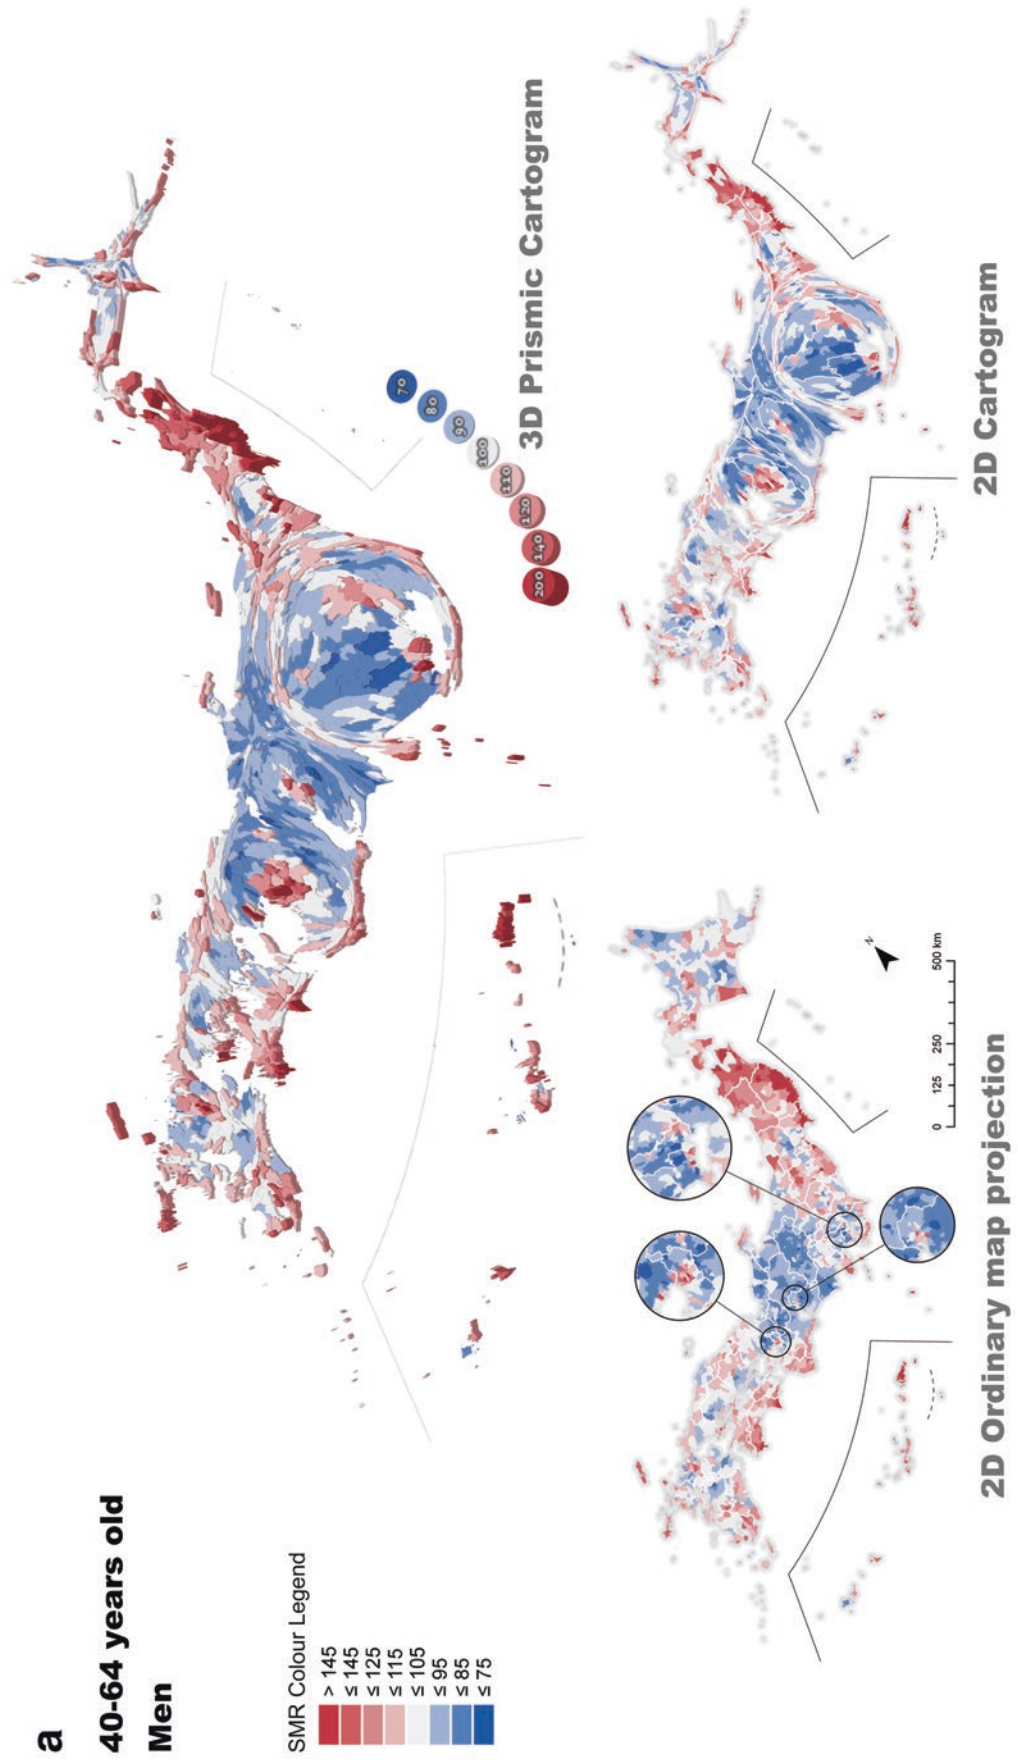 a
40-64 years old
Men
SMR Colour Legend
> 145
≤ 145
≤ 125
≤ 115
≤ 105
≤ 95
≤ 85
≤ 75
200
140
120
110
100
90
80
70
3D Prismic Cartogram
N
0 125 250 500 km
2D Ordinary map projection
2D Cartogram